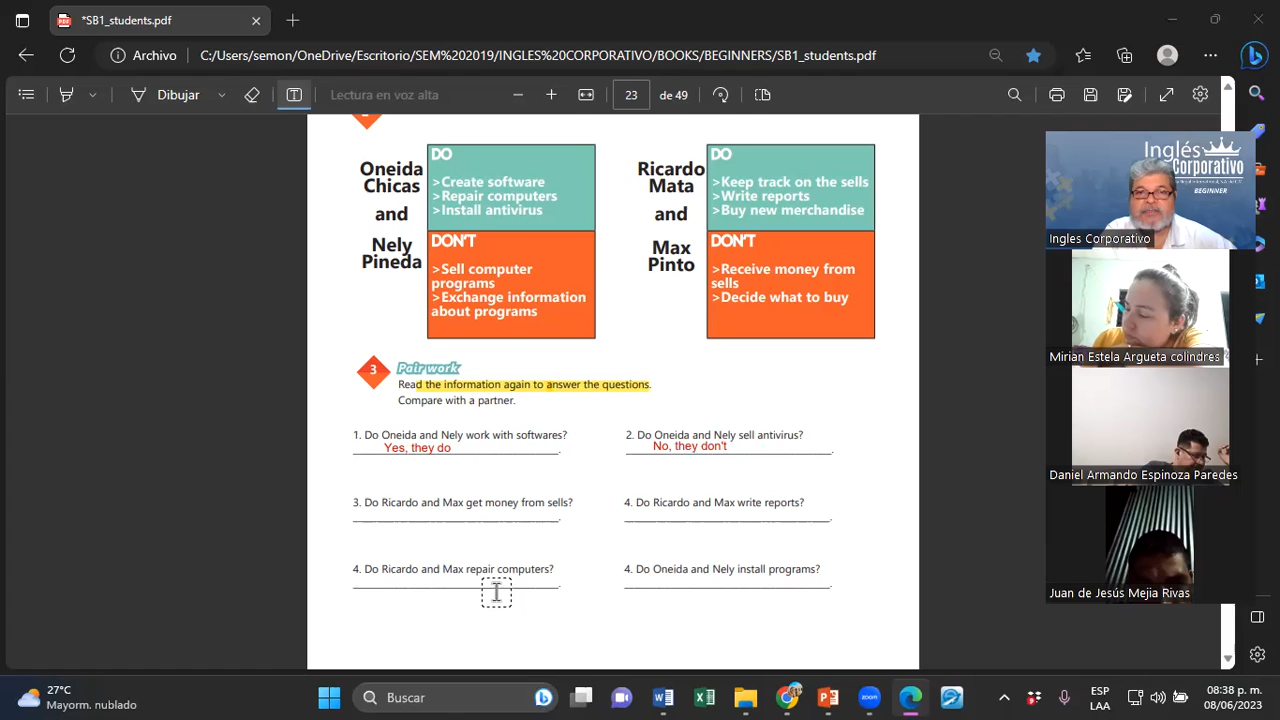 *SB1_students.pdf
Archivo
C:/Users/semon/OneDrive/Escritorio/SEM%202019/INGLES%20CORPORATIVO/BOOKS/BEGINNERS/SB1_students.pdf
Dibujar
Lectura en voz alta
23
de 49
Oneida
Chicas
and
Nely
Pineda
DO
>Create software
>Repair computers
>Install antivirus
DON'T
>Sell computer
programs
>Exchange information
about programs
Ricardo
Mata
and
Max
Pinto
DO
>Keep track on the sells
>Write reports
>Buy new merchandise
DON'T
>Receive money from
sells
>Decide what to buy
3
Pair work
Read the information again to answer the questions.
Compare with a partner.
1. Do Oneida and Nely work with softwares?
Yes, they do
2. Do Oneida and Nely sell antivirus?
No, they don't
3. Do Ricardo and Max get money from sells?
4. Do Ricardo and Max write reports?
4. Do Ricardo and Max repair computers?
4. Do Oneida and Nely install programs?
Inglés
Corporativo
BEGINNER
Ingles Corporativo
Mirian Estela Argueta colindres
Daniel Armando Espinoza Paredes
Juan de Jesús Mejia Rivas
27°C
Mayorm. nublado
Buscar
ESP
LAA
08:38 p. m.
08/06/2023